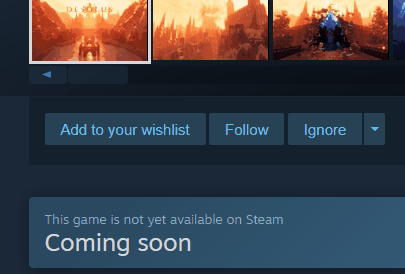 Add to your wishlist
Follow
Ignore
This game is not yet available on Steam
Coming soon